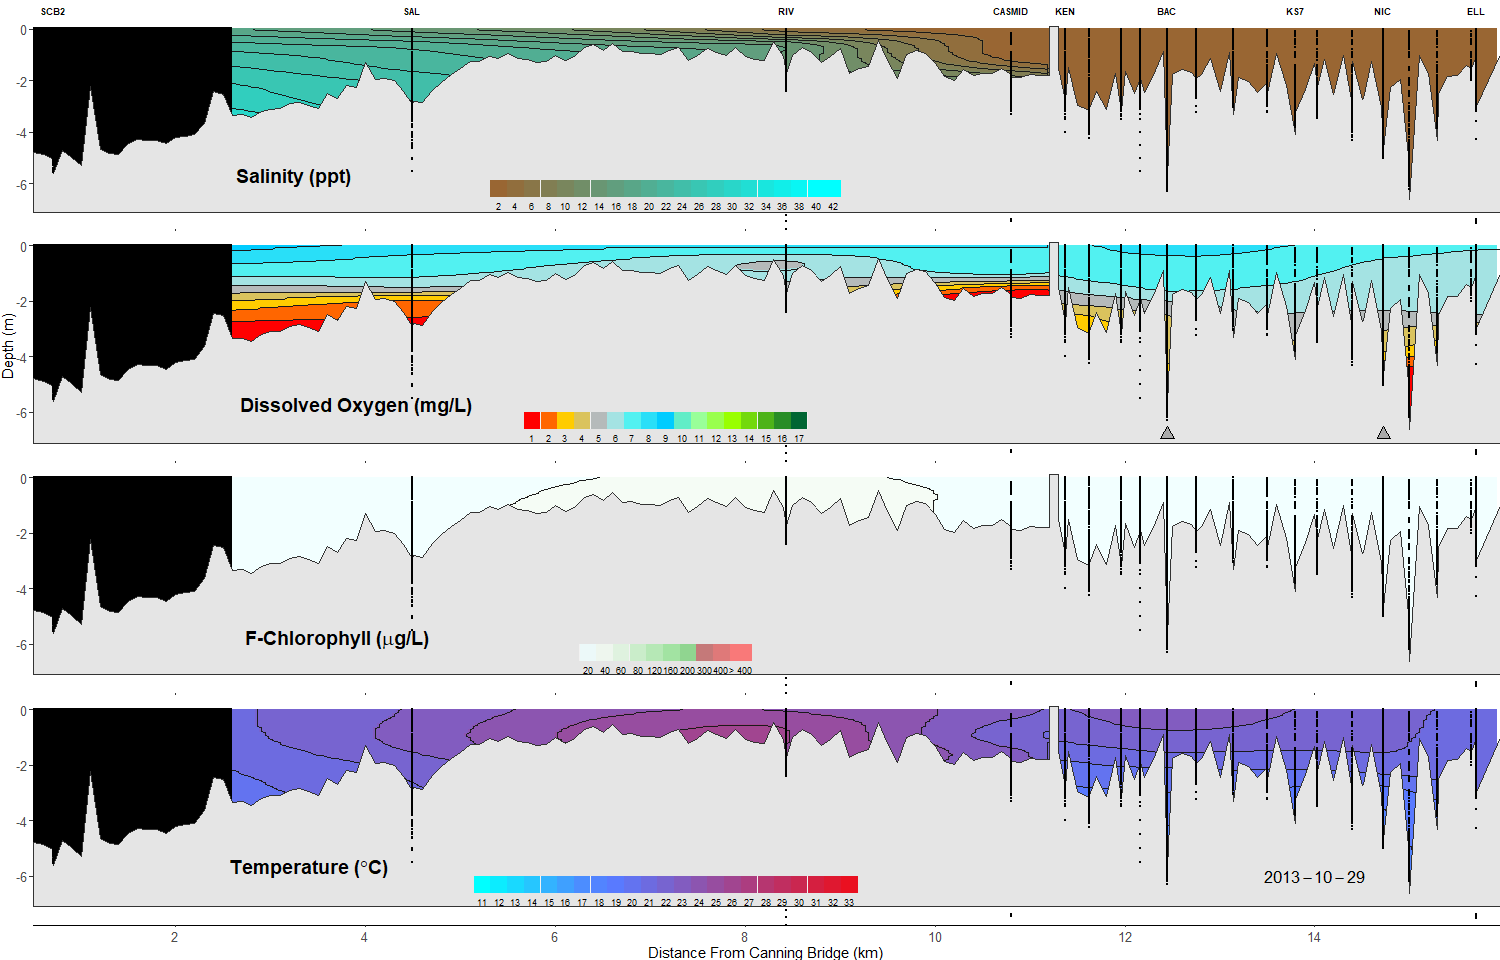 SCB2 SAL RIV CASMID KEN BAC KS7 NIC ELL
0
-2
-4
-6
Salinity (ppt)
2 4 6 8 10 12 14 16 18 20 22 24 26 28 30 32 34 36 38 40 42
0
-2
-4
-6
Dissolved Oxygen (mg/L)
1 2 3 4 5 6 7 8 9 10 11 12 13 14 15 16 17
Depth (m)
0
-2
-4
-6
F-Chlorophyll (μg/L)
20 40 60 80 120 160 200 300 400 > 400
0
-2
-4
-6
Temperature (°C)
2013-10-29
11 12 13 14 15 16 17 18 19 20 21 22 23 24 25 26 27 28 29 30 31 32 33
2 4 6 8 10 12 14
Distance From Canning Bridge (km)